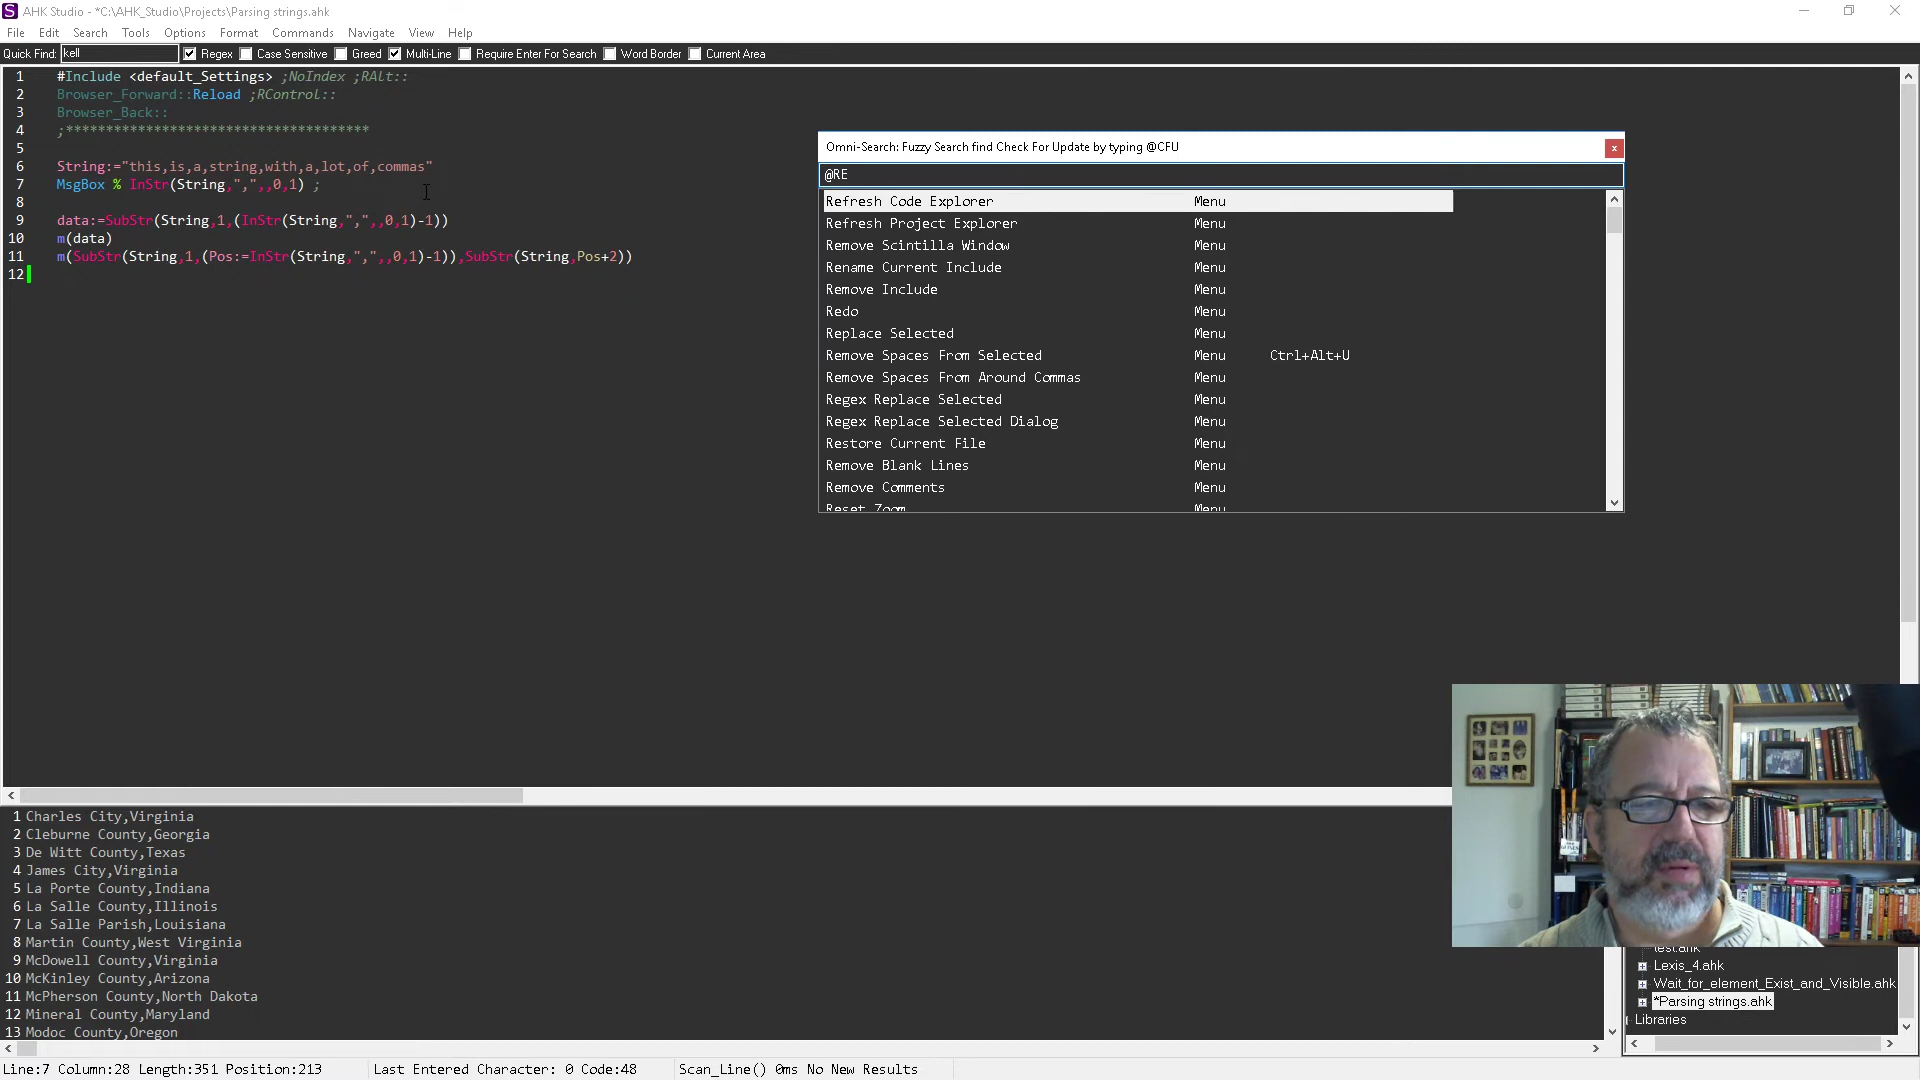 AHK Studio - *C:\AHK_Studio\Projects\Parsing strings.ahk
File Edit Search Tools Options Format Commands Navigate View Help
Quick Find: kell Regex Case Sensitive Greed Multi-Line Require Enter For Search Word Border Current Area
1 #Include <default_Settings> ;NoIndex ;RAlt::
2 Browser_Forward::Reload ;RControl::
3 Browser_Back::
4 ;**************************************
5
6 String:="this,is,a,string,with,a,lot,of,commas"
7 MsgBox % InStr(String,",",,0,1) ;
8
9 data:=SubStr(String,1,(InStr(String,",",,0,1)-1))
10 m(data)
11 m(SubStr(String,1,(Pos:=InStr(String,",",,0,1)-1)),SubStr(String,Pos+2))
12
Omni-Search: Fuzzy Search find Check For Update by typing @CFU
x
@RE
Refresh Code Explorer Menu
Refresh Project Explorer Menu
Remove Scintilla Window Menu
Rename Current Include Menu
Remove Include Menu
Redo Menu
Replace Selected Menu
Remove Spaces From Selected Menu Ctrl+Alt+U
Remove Spaces From Around Commas Menu
Regex Replace Selected Menu
Regex Replace Selected Dialog Menu
Restore Current File Menu
Remove Blank Lines Menu
Remove Comments Menu
Reset Zoom Menu
1 Charles City,Virginia
2 Cleburne County,Georgia
3 De Witt County,Texas
4 James City,Virginia
5 La Porte County,Indiana
6 La Salle County,Illinois
7 La Salle Parish,Louisiana
8 Martin County,West Virginia
9 McDowell County,Virginia
10 McKinley County,Arizona
11 McPherson County,North Dakota
12 Mineral County,Maryland
13 Modoc County,Oregon
test.ahk
Lexis_4.ahk
Wait_for_element_Exist_and_Visible.ahk
*Parsing strings.ahk
Libraries
Line:7 Column:28 Length:351 Position:213 Last Entered Character: 0 Code:48 Scan_Line() 0ms No New Results